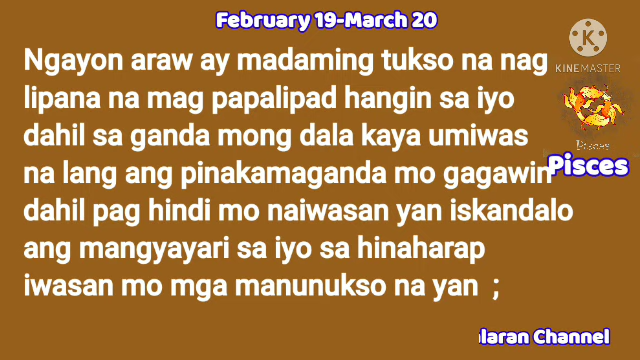 February 19-March 20
Ngayon araw ay madaming tukso na nag
lipana na mag papalipad hangin sa iyo
dahil sa ganda mong dala kaya umiwas
na lang ang pinakamaganda mo gagawin
dahil pag hindi mo naiwasan yan iskandalo
ang mangyayari sa iyo sa hinaharap
iwasan mo mga manunukso na yan ;
KINEMASTER
Pisces
Pisces
laran Channel